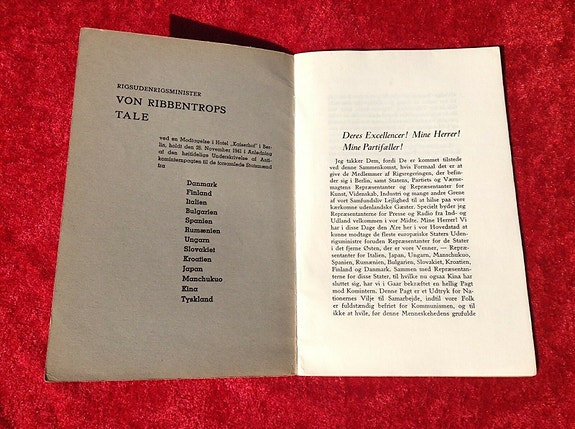 RIGSUDENRIGSMINISTER
VON RIBBENTROPS
TALE
ved en Modtagelse i Hotel „Kaiserhof" i Ber-
lin, holdt den 26. November 1941 i Anledning
af den højtidelige Underskrivelse af Anti-
kominternpagten til de forsamlede Statsmænd
fra
Danmark
Finland
Italien
Bulgarien
Spanien
Rumænien
Ungarn
Slovakiet
Kroatien
Japan
Manchukuo
Kina
Tyskland
Deres Excellencer! Mine Herrer!
Mine Partifæller!
Jeg takker Dem, fordi De er kommet tilstede
ved denne Sammenkomst, hvis Formaal det er at
give de Medlemmer af Rigsregeringen, der befin-
der sig i Berlin, samt Statens, Partiets og Værne-
magtens Repræsentanter og Repræsentanter for
Kunst, Videnskab, Industri og mange andre Grene
af vort Samfundsliv Lejlighed til at hilse paa vore
kærkomne udenlandske Gæster. Specielt byder jeg
Repræsentanterne for Presse og Radio fra Ind- og
Udland velkommen i vor Midte. Mine Herrer! Vi
har i disse Dage den Ære her i vor Hovedstad at
kunne modtage de fleste europæiske Staters Uden-
rigsministre foruden Repræsentanter for de Stater
i det fjerne Østen, der er vore Venner, — Repræ-
sentanter for Italien, Japan, Ungarn, Manschukuo,
Spanien, Rumænien, Bulgarien, Slovakiet, Kroatien,
Finland og Danmark. Sammen med Repræsentan-
terne for disse Stater, til hvilke nu ogsaa Kina har
sluttet sig, har vi i Gaar bekræftet en hellig Pagt
mod Komintern. Denne Pagt er et Udtryk for Na-
tionernes Vilje til Samarbejde, indtil vore Folk
er fuldstændig befriet for Kommunismen, og til
ikke at hvile, før denne Menneskehedens grufulde